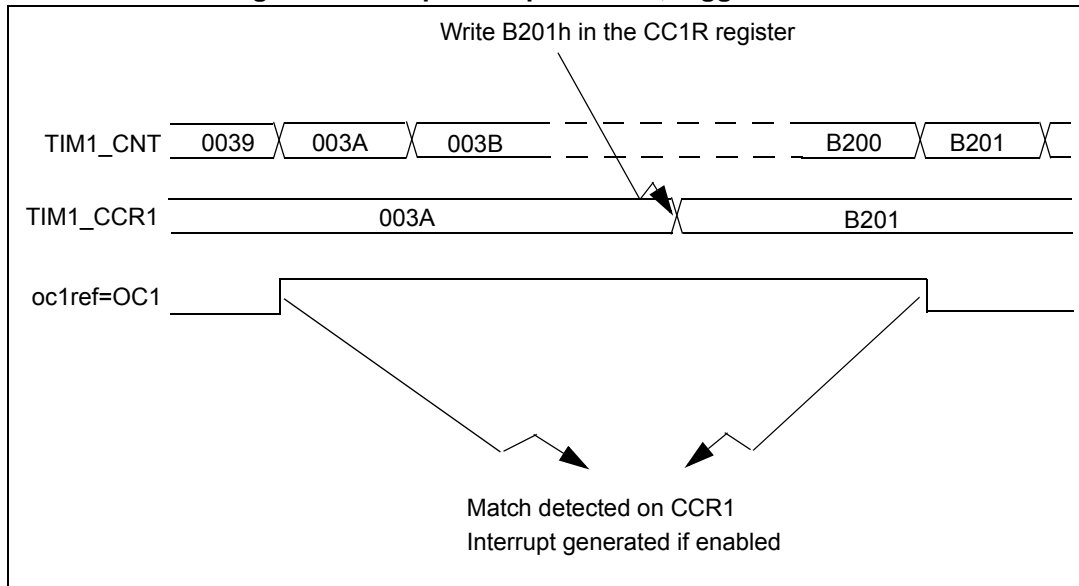 Write B201h in the CC1R register
TIM1_CNT 0039 003A 003B B200 B201
TIM1_CCR1 003A B201
oc1ref=OC1
Match detected on CCR1
Interrupt generated if enabled